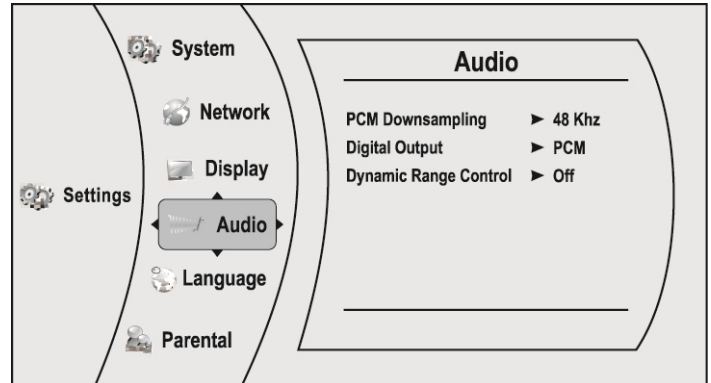 Settings
System
Network
Display
Audio
Language
Parental
Audio
PCM Downsampling ► 48 Khz
Digital Output ► PCM
Dynamic Range Control ► Off